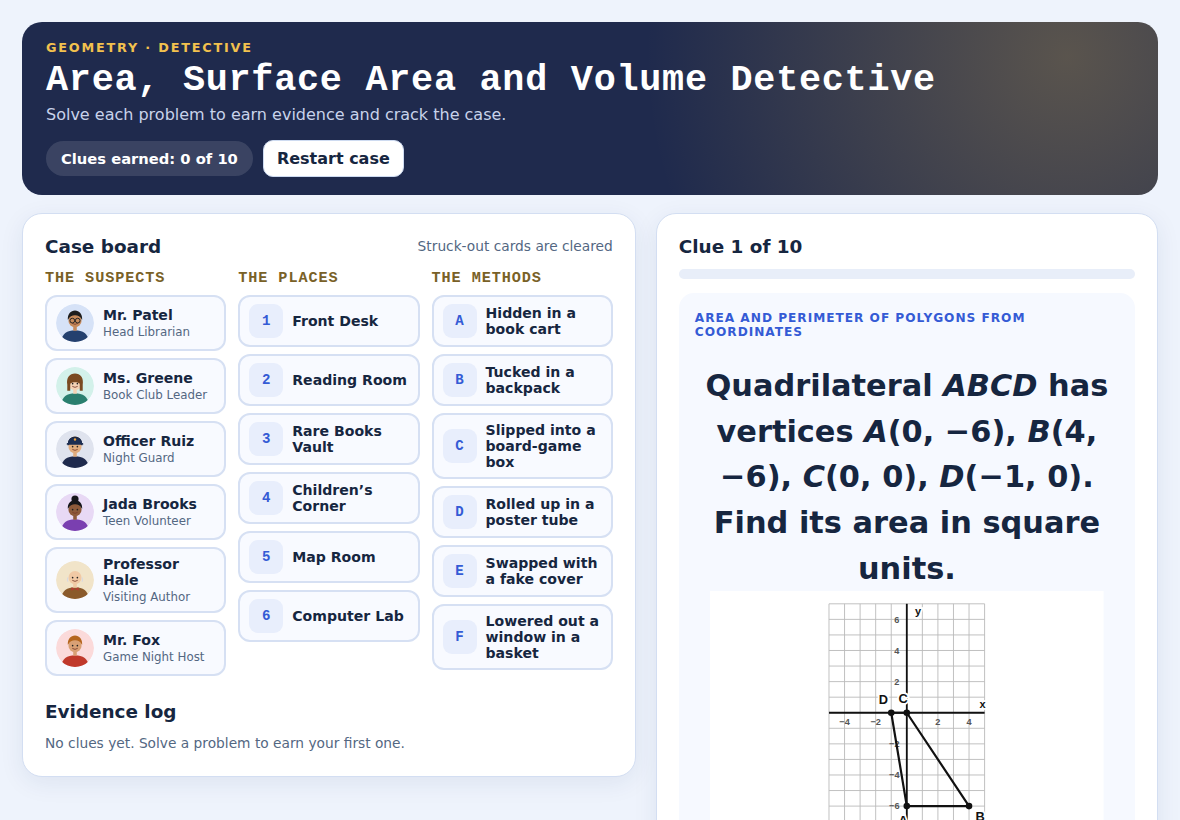 GEOMETRY · DETECTIVE
Area, Surface Area and Volume Detective
Solve each problem to earn evidence and crack the case.
Clues earned: 0 of 10
Restart case
Case board
Struck-out cards are cleared
THE SUSPECTS
Mr. Patel
Head Librarian
Ms. Greene
Book Club Leader
Officer Ruiz
Night Guard
Jada Brooks
Teen Volunteer
Professor
Hale
Visiting Author
Mr. Fox
Game Night Host
THE PLACES
1 Front Desk
2 Reading Room
3 Rare Books
Vault
4 Children’s
Corner
5 Map Room
6 Computer Lab
THE METHODS
A Hidden in a
book cart
B Tucked in a
backpack
C Slipped into a
board-game
box
D Rolled up in a
poster tube
E Swapped with
a fake cover
F Lowered out a
window in a
basket
Evidence log
No clues yet. Solve a problem to earn your first one.
Clue 1 of 10
AREA AND PERIMETER OF POLYGONS FROM
COORDINATES
Quadrilateral ABCD has
vertices A(0, −6), B(4,
−6), C(0, 0), D(−1, 0).
Find its area in square
units.
y
6
4
2
D C
x
−4 −2 2 4
−2
−4
−6
A B